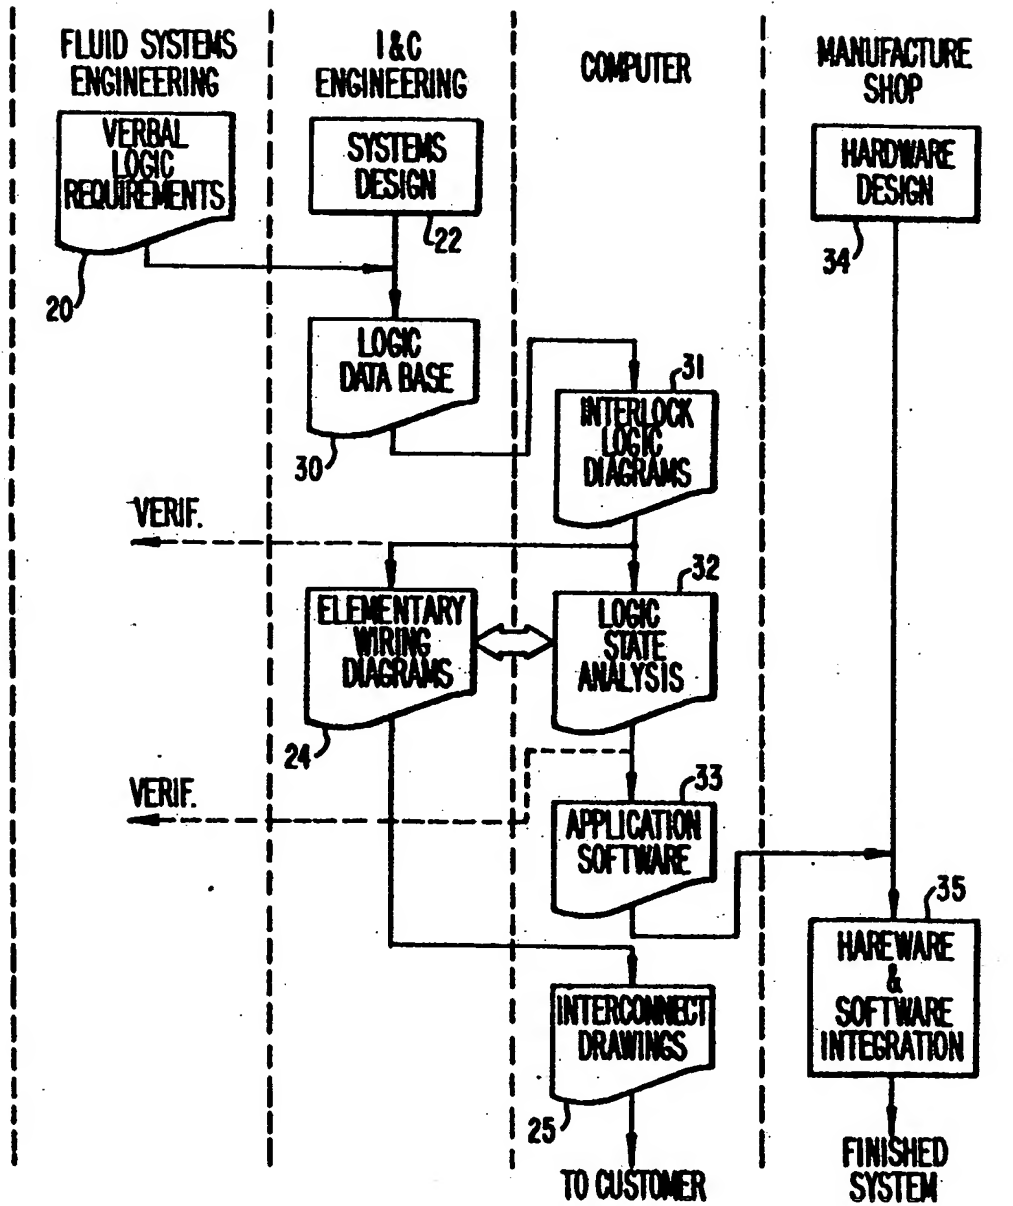 FLUID SYSTEMS
ENGINEERING
I&C
ENGINEERING
COMPUTER
MANUFACTURE
SHOP
VERBAL
LOGIC
REQUIREMENTS
20
SYSTEMS
DESIGN
22
HARDWARE
DESIGN
34
LOGIC
DATA BASE
30
31
INTERLOCK
LOGIC
DIAGRAMS
VERIF.
ELEMENTARY
WIRING
DIAGRAMS
24
32
LOGIC
STATE
ANALYSIS
VERIF.
33
APPLICATION
SOFTWARE
35
HAREWARE
&
SOFTWARE
INTEGRATION
INTERCONNECT
DRAWINGS
25
TO CUSTOMER
FINISHED
SYSTEM